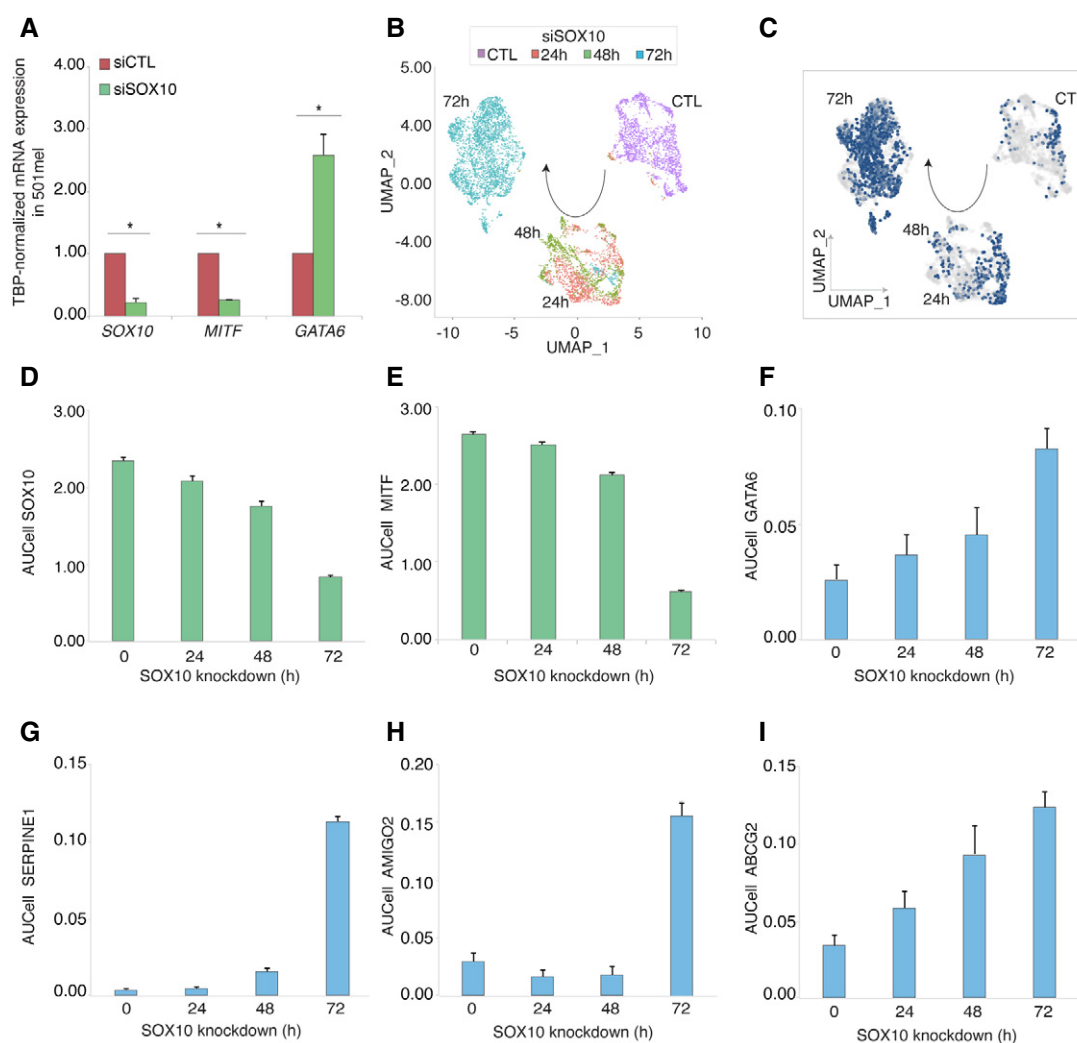 A
TBP-normalized mRNA expression
in 501mel
4.00
3.00
2.00
1.00
0.00
siCTL
siSOX10
*
*
*
SOX10 MITF GATA6
B
siSOX10
CTL 24h 48h 72h
UMAP_2
5.00
4.00
0.00
-4.00
-8.00
72h
CTL
48h
24h
-10 -5 0 5 10
UMAP_1
C
72h
CT
48h
24h
UMAP_2
UMAP_1
D
AUCell SOX10
3.00
2.00
1.00
0.00
0 24 48 72
SOX10 knockdown (h)
E
AUCell MITF
3.00
2.00
1.00
0.00
0 24 48 72
SOX10 knockdown (h)
F
AUCell GATA6
0.10
0.05
0.00
0 24 48 72
SOX10 knockdown (h)
G
AUCell SERPINE1
0.15
0.10
0.05
0.00
0 24 48 72
SOX10 knockdown (h)
H
AUCell AMIGO2
0.20
0.15
0.10
0.05
0.00
0 24 48 72
SOX10 knockdown (h)
I
AUCell ABCG2
0.15
0.10
0.05
0.00
0 24 48 72
SOX10 knockdown (h)